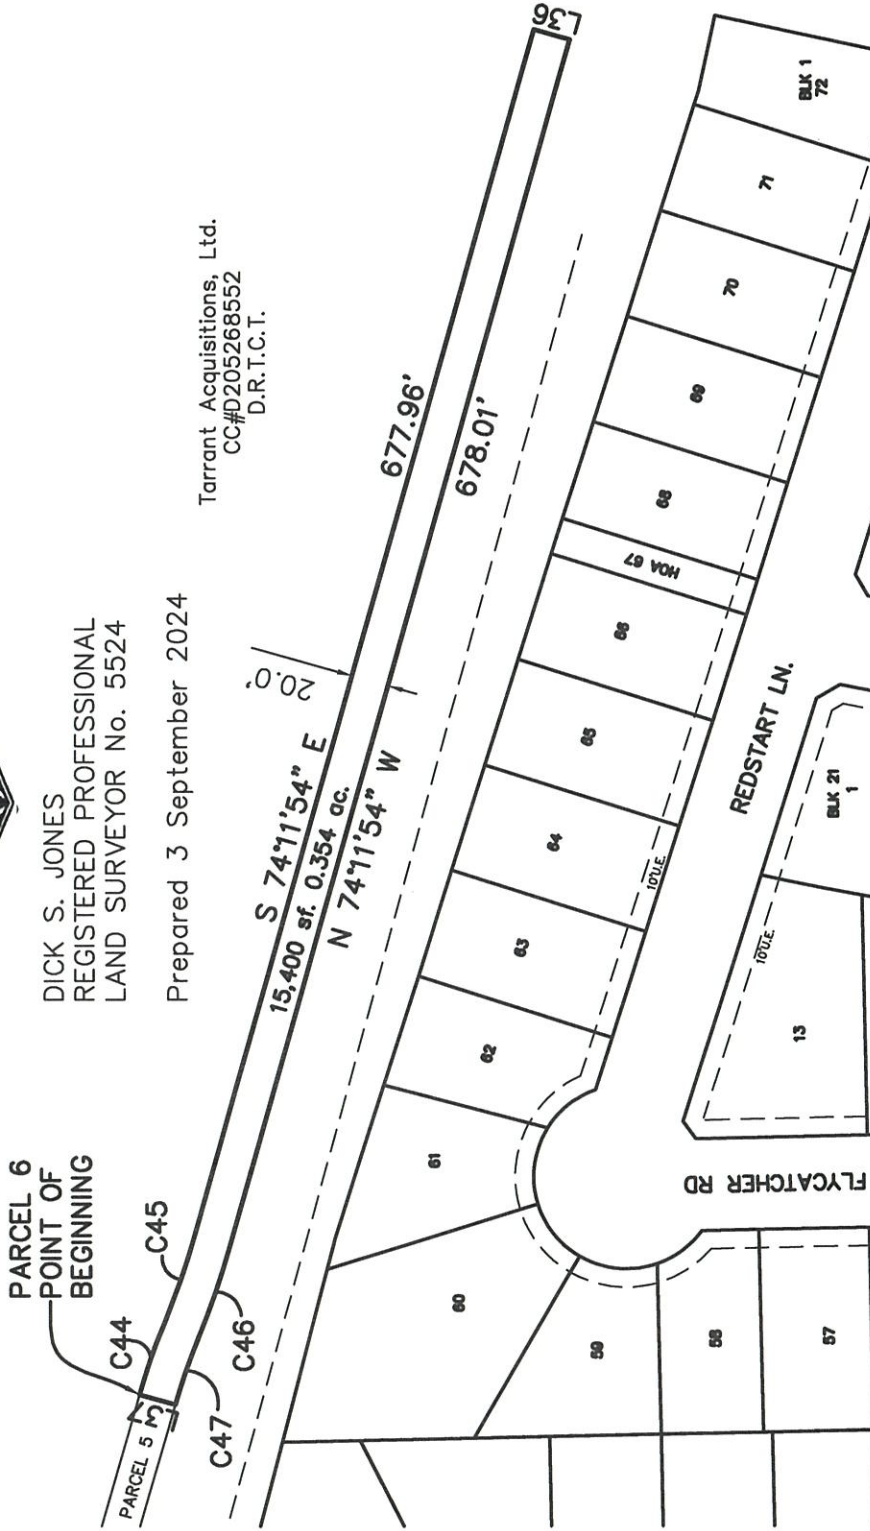 DICK S. JONES
REGISTERED PROFESSIONAL
LAND SURVEYOR No. 5524
Prepared 3 September 2024
Tarrant Acquisitions, Ltd.
CC#D205268552
D.R.T.C.T.
PARCEL 6
POINT OF
BEGINNING
PARCEL 5
L37
C44
C45
C46
C47
S 74°11'54" E
677.96'
15,400 sf. 0.354 ac.
N 74°11'54" W
678.01'
20.0'
L36
60
61
62
63
64
65
66
HOA 67
68
69
70
71
BLK 1
72
10'U.E.
REDSTART LN.
59
58
57
FLYCATCHER RD
13
10'U.E.
BLK 21
1